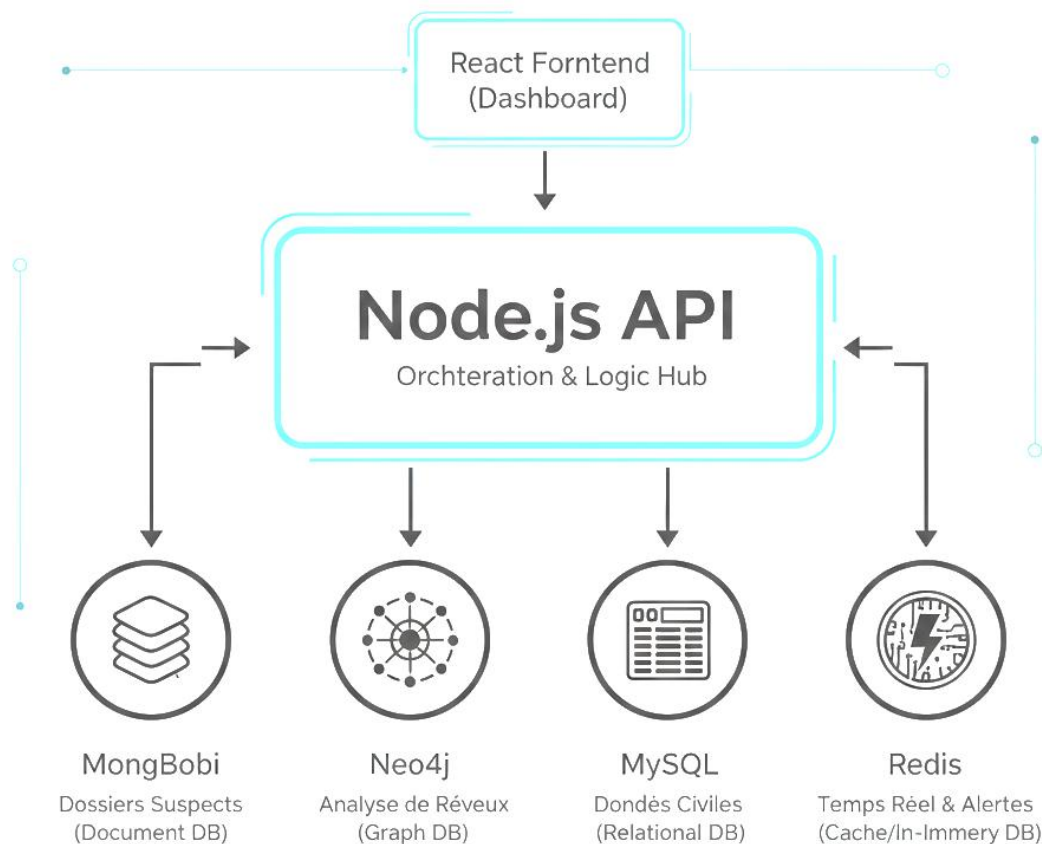 React Forntend
(Dashboard)
Node.js API
Orchteration & Logic Hub
MongBobi
Dossiers Suspects
(Document DB)
Neo4j
Analyse de Réveux
(Graph DB)
MySQL
Dondès Civiles
(Relational DB)
Redis
Temps Réel & Alertes
(Cache/In-Immery DB)